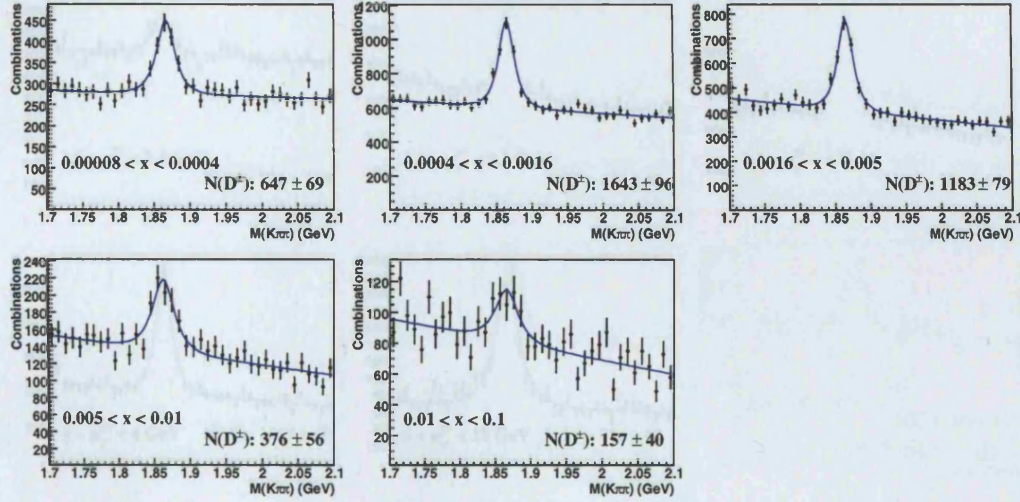 Combinations
450
400
350
300
250
200
150
100
50
0.00008 < x < 0.0004
N(D±): 647 ± 69
1.7 1.75 1.8 1.85 1.9 1.95 2 2.05 2.1
M(Kππ) (GeV)
Combinations
1200
1000
800
600
400
200
0.0004 < x < 0.0016
N(D±): 1643 ± 96
1.7 1.75 1.8 1.85 1.9 1.95 2 2.05 2.1
M(Kππ) (GeV)
Combinations
800
700
600
500
400
300
200
100
0.0016 < x < 0.005
N(D±): 1183 ± 79
1.7 1.75 1.8 1.85 1.9 1.95 2 2.05 2.1
M(Kππ) (GeV)
Combinations
240
220
200
180
160
140
120
100
80
60
40
20
0.005 < x < 0.01
N(D±): 376 ± 56
1.7 1.75 1.8 1.85 1.9 1.95 2 2.05 2.1
M(Kππ) (GeV)
Combinations
140
120
100
80
60
40
20
0.01 < x < 0.1
N(D±): 157 ± 40
1.7 1.75 1.8 1.85 1.9 1.95 2 2.05 2.1
M(Kππ) (GeV)